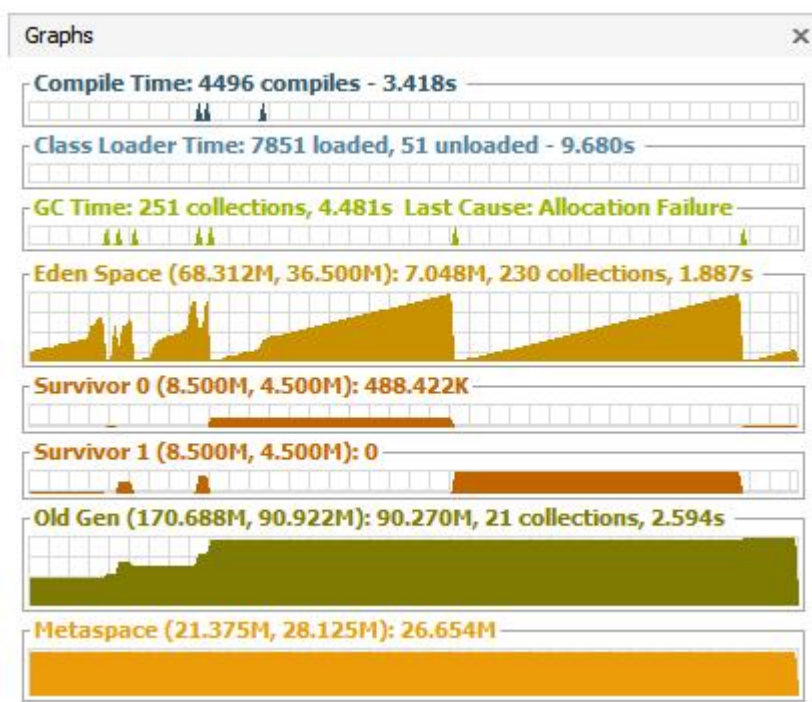 Graphs
Compile Time: 4496 compiles - 3.418s
Class Loader Time: 7851 loaded, 51 unloaded - 9.680s
GC Time: 251 collections, 4.481s  Last Cause: Allocation Failure
Eden Space (68.312M, 36.500M): 7.048M, 230 collections, 1.887s
Survivor 0 (8.500M, 4.500M): 488.422K
Survivor 1 (8.500M, 4.500M): 0
Old Gen (170.688M, 90.922M): 90.270M, 21 collections, 2.594s
Metaspace (21.375M, 28.125M): 26.654M